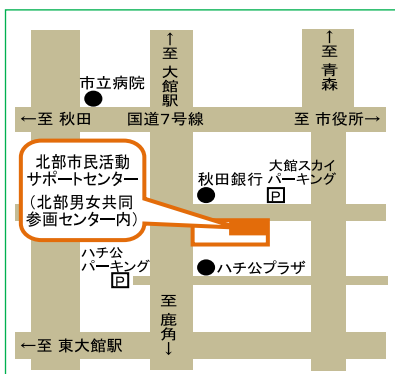 ↑至 大館駅
↑至 青森
市立病院
←至 秋田
国道7号線
至 市役所→
北部市民活動
サポートセンター
(北部男女共同
参画センター内)
秋田銀行
大館スカイ
パーキング
P
ハチ公
パーキング
P
ハチ公プラザ
至 鹿角↓
←至 東大館駅